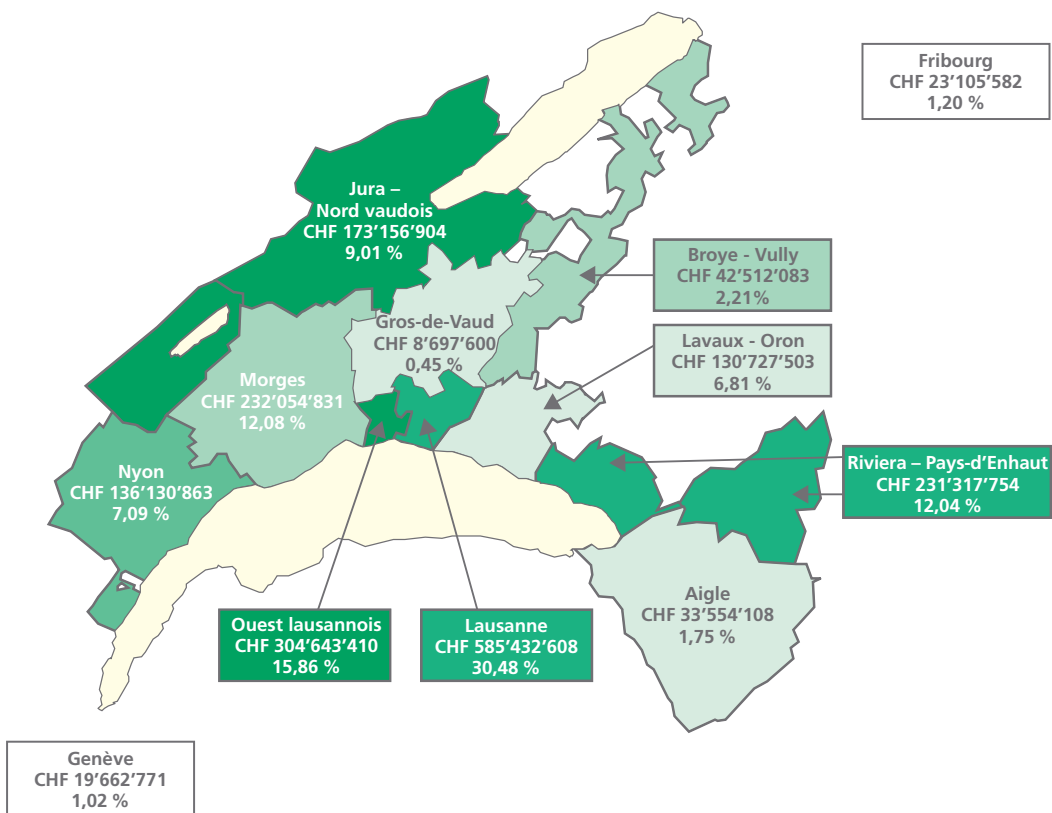 Fribourg
CHF 23’105’582
1,20 %
Jura –
Nord vaudois
CHF 173’156’904
9,01 %
Broye - Vully
CHF 42’512’083
2,21%
Gros-de-Vaud
CHF 8’697’600
0,45 %
Lavaux - Oron
CHF 130’727’503
6,81 %
Morges
CHF 232’054’831
12,08 %
Nyon
CHF 136’130’863
7,09 %
Riviera – Pays-d’Enhaut
CHF 231’317’754
12,04 %
Aigle
CHF 33’554’108
1,75 %
Ouest lausannois
CHF 304’643’410
15,86 %
Lausanne
CHF 585’432’608
30,48 %
Genève
CHF 19’662’771
1,02 %